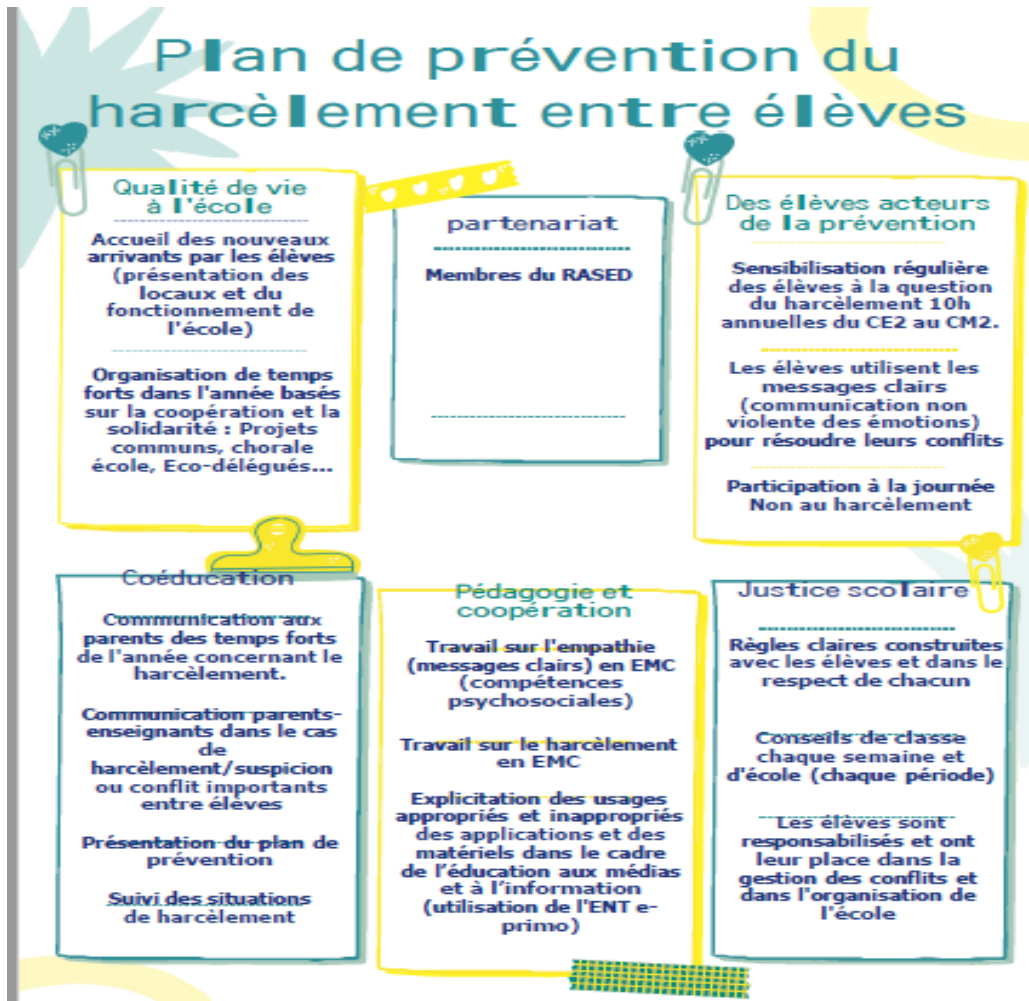 Plan de prévention du
harcèlement entre élèves
Qualité de vie
à l'école
Accueil des nouveaux
arrivants par les élèves
(présentation des
locaux et du
fonctionnement de
l'école)
Organisation de temps
forts dans l'année basés
sur la coopération et la
solidarité : Projets
communs, chorale
école, Eco-délégués...
partenariat
Membres du RASED
Des élèves acteurs
de la prévention
Sensibilisation régulière
des élèves à la question
du harcèlement 10h
annuelles du CE2 au CM2.
Les élèves utilisent les
messages clairs
(communication non
violente des émotions)
pour résoudre leurs conflits
Participation à la journée
Non au harcèlement
Coéducation
Communication aux
parents des temps forts
de l'année concernant le
harcèlement.
Communication parents-
enseignants dans le cas
de
harcèlement/suspicion
ou conflit importants
entre élèves
Présentation du plan de
prévention
Suivi des situations
de harcèlement
Pédagogie et
coopération
Travail sur l'empathie
(messages clairs) en EMC
(compétences
psychosociales)
Travail sur le harcèlement
en EMC
Explicitation des usages
appropriés et inappropriés
des applications et des
matériels dans le cadre
de l'éducation aux médias
et à l'information
(utilisation de l'ENT e-
primo)
Justice scolaire
Règles claires construites
avec les élèves et dans le
respect de chacun
Conseils de classe
chaque semaine et
d'école (chaque période)
Les élèves sont
responsabilisés et ont
leur place dans la
gestion des conflits et
dans l'organisation de
l'école